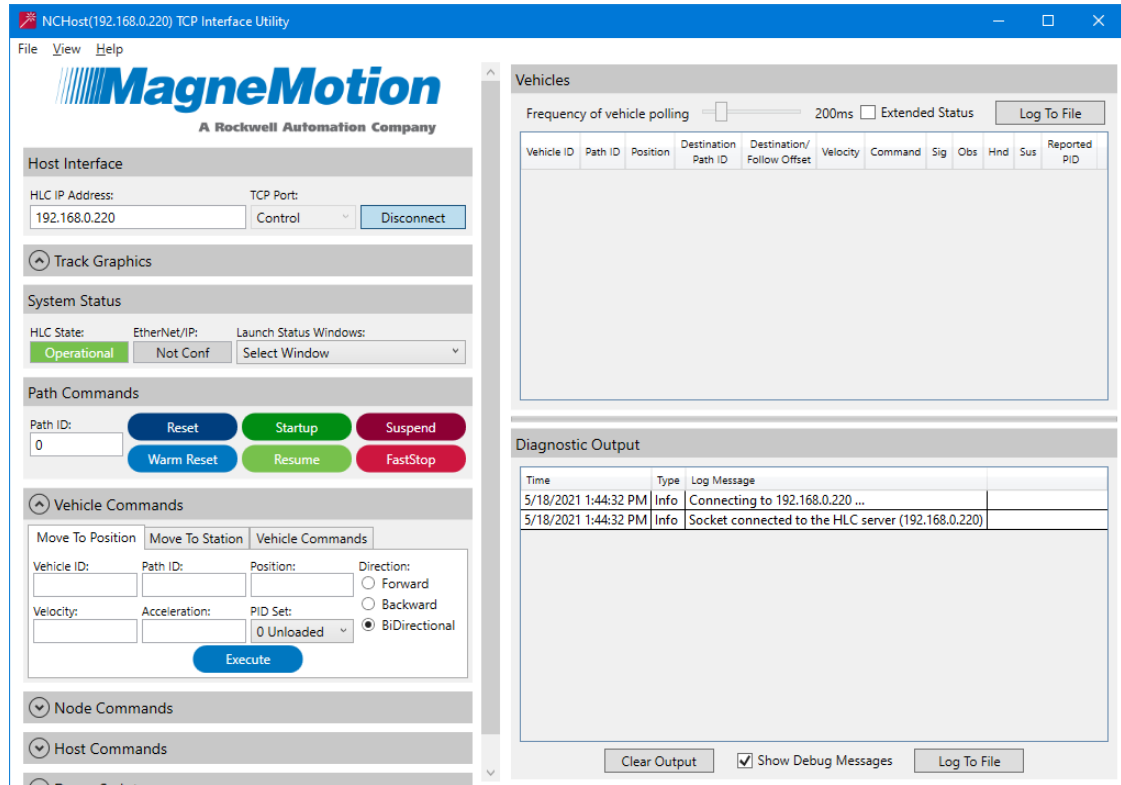 NCHost(192.168.0.220) TCP Interface Utility
File View Help
MagneMotion
A Rockwell Automation Company
Host Interface
HLC IP Address: TCP Port:
192.168.0.220 Control Disconnect
Track Graphics
System Status
HLC State: EtherNet/IP: Launch Status Windows:
Operational Not Conf Select Window
Path Commands
Path ID:
0
Reset Startup Suspend
Warm Reset Resume FastStop
Vehicle Commands
Move To Position Move To Station Vehicle Commands
Vehicle ID: Path ID: Position: Direction:
Forward
Backward
Velocity: Acceleration: PID Set:
0 Unloaded BiDirectional
Execute
Node Commands
Host Commands
Vehicles
Frequency of vehicle polling 200ms Extended Status Log To File
Vehicle ID Path ID Position Destination Path ID Destination/ Follow Offset Velocity Command Sig Obs Hnd Sus Reported PID
Diagnostic Output
Time Type Log Message
5/18/2021 1:44:32 PM Info Connecting to 192.168.0.220 ...
5/18/2021 1:44:32 PM Info Socket connected to the HLC server (192.168.0.220)
Clear Output Show Debug Messages Log To File